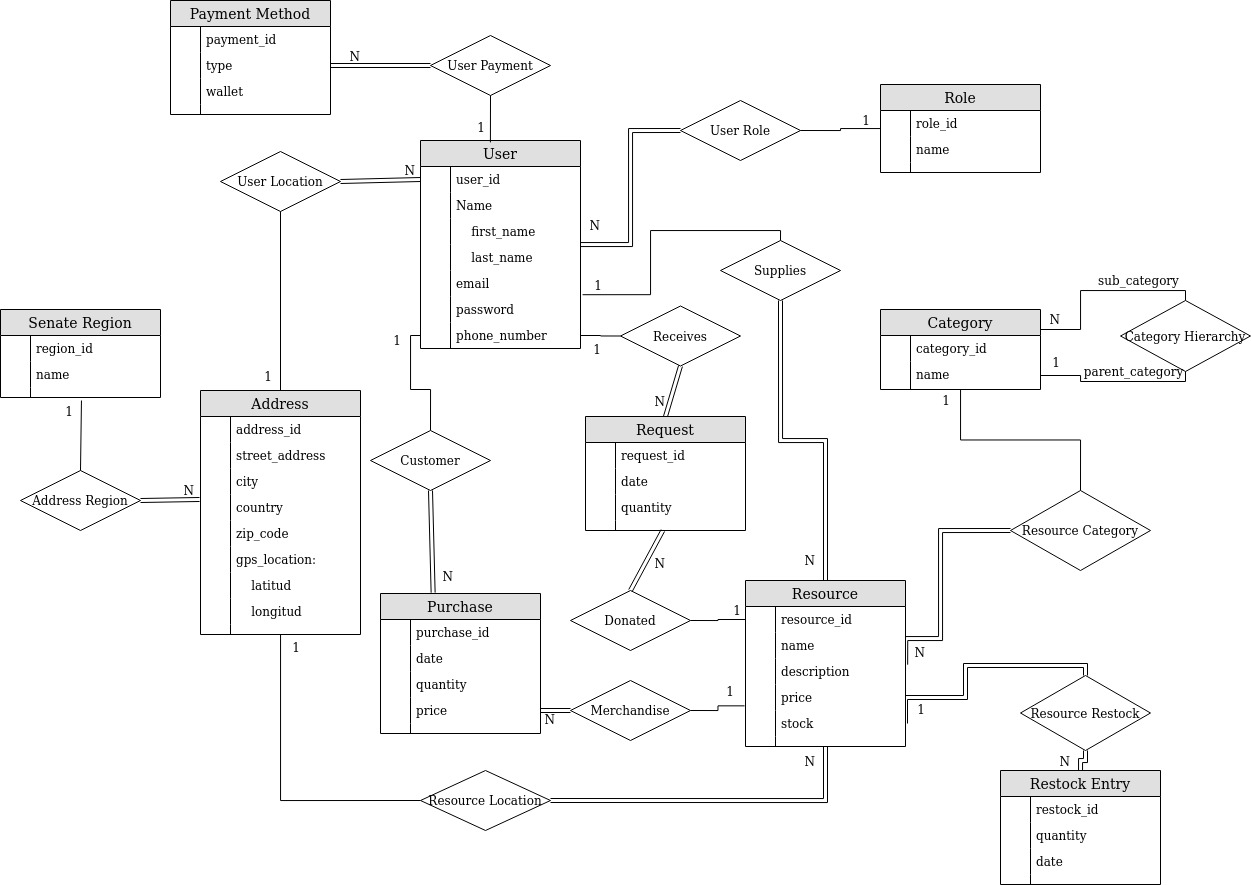 Payment Method
payment_id
type
wallet
N
User Payment
1
User Role
1
Role
role_id
name
User Location
N
User
user_id
Name
first_name
last_name
email
password
phone_number
N
1
Supplies
1
Receives
1
N
Category
category_id
name
N
sub_category
Category Hierarchy
1
parent_category
1
Senate Region
region_id
name
1
Address Region
N
1
Address
address_id
street_address
city
country
zip_code
gps_location:
latitud
longitud
1
Customer
N
Request
request_id
date
quantity
N
Donated
1
N
Resource Category
N
Purchase
purchase_id
date
quantity
price
N
Merchandise
1
Resource
resource_id
name
description
price
stock
1
Resource Restock
N
Restock Entry
restock_id
quantity
date
Resource Location
N